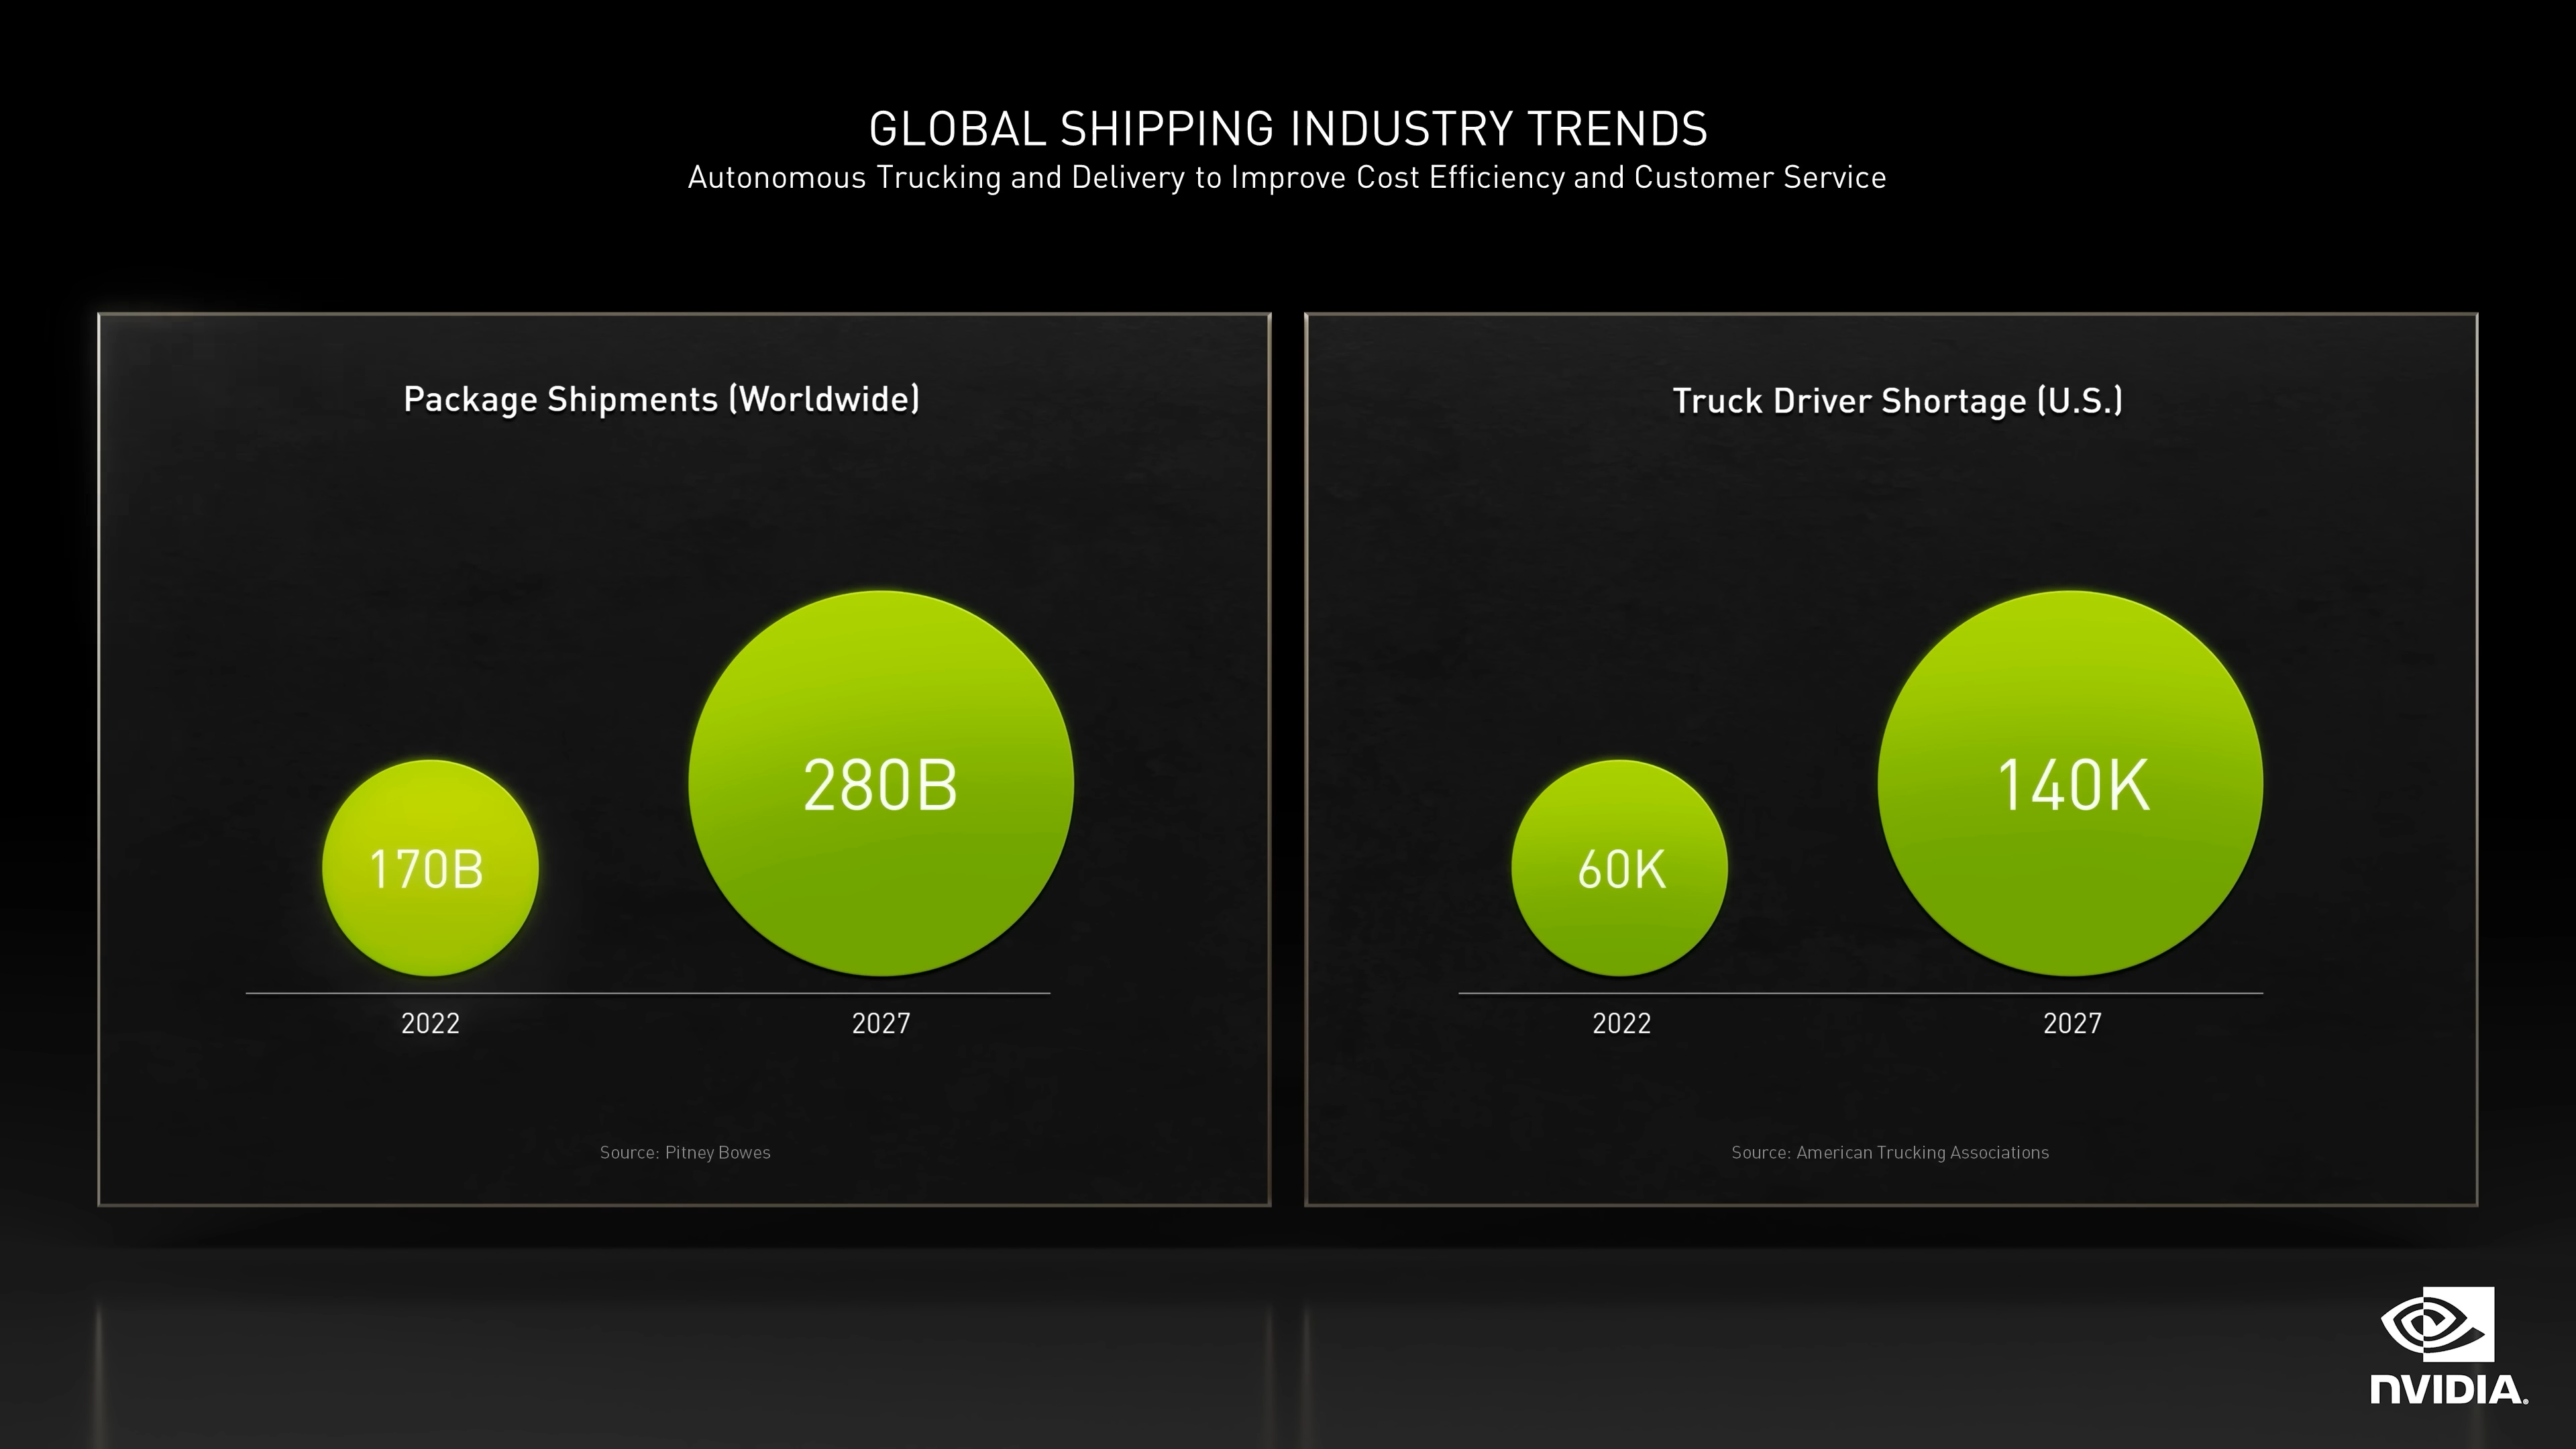 GLOBAL SHIPPING INDUSTRY TRENDS
Autonomous Trucking and Delivery to Improve Cost Efficiency and Customer Service
Package Shipments (Worldwide)
170B
280B
2022
2027
Source: Pitney Bowes
Truck Driver Shortage (U.S.)
60K
140K
2022
2027
Source: American Trucking Associations
NVIDIA®